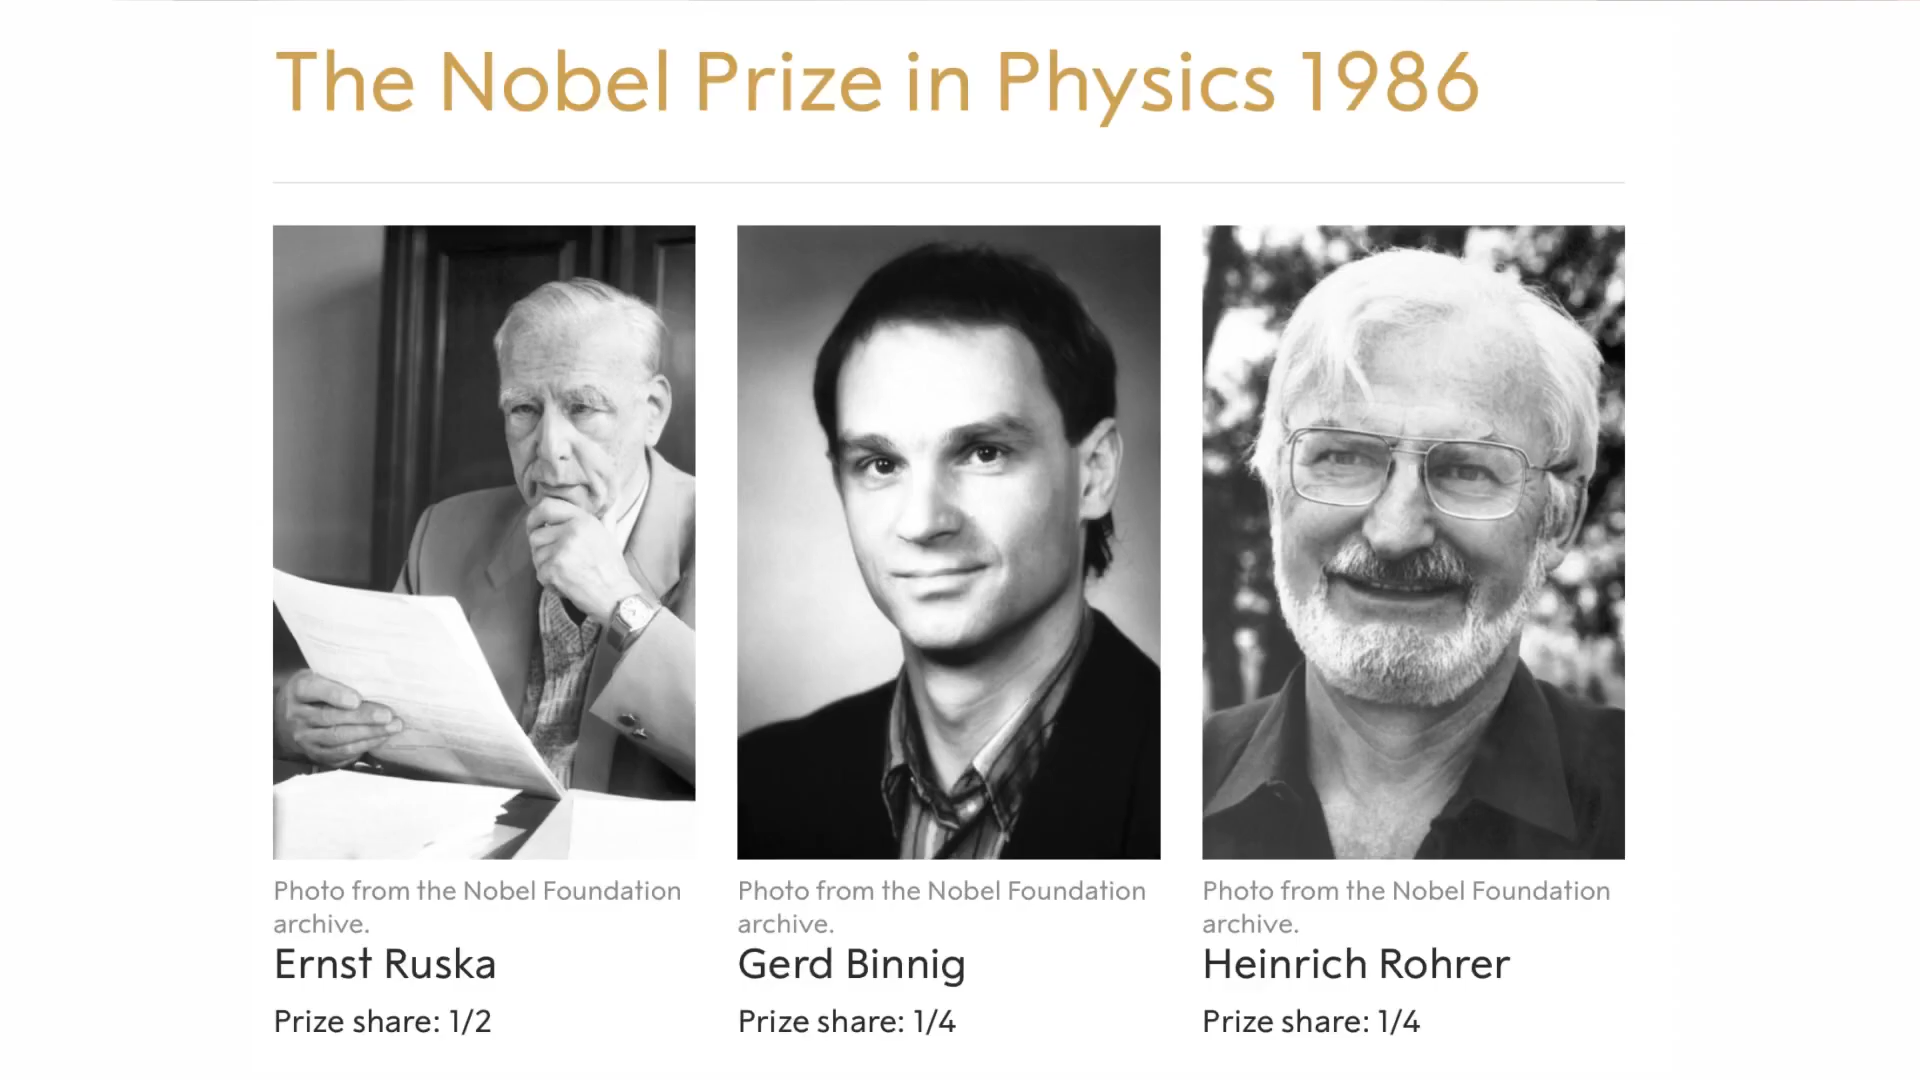 The Nobel Prize in Physics 1986
Photo from the Nobel Foundation
archive.
Ernst Ruska
Prize share: 1/2
Photo from the Nobel Foundation
archive.
Gerd Binnig
Prize share: 1/4
Photo from the Nobel Foundation
archive.
Heinrich Rohrer
Prize share: 1/4